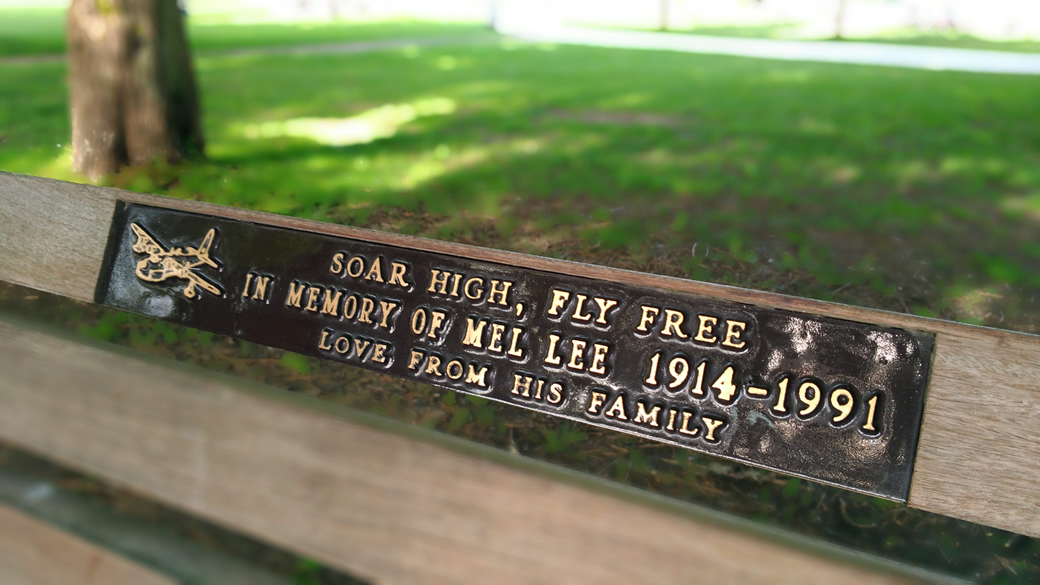 SOAR HIGH, FLY FREE
IN MEMORY OF MEL LEE 1914-1991
LOVE FROM HIS FAMILY